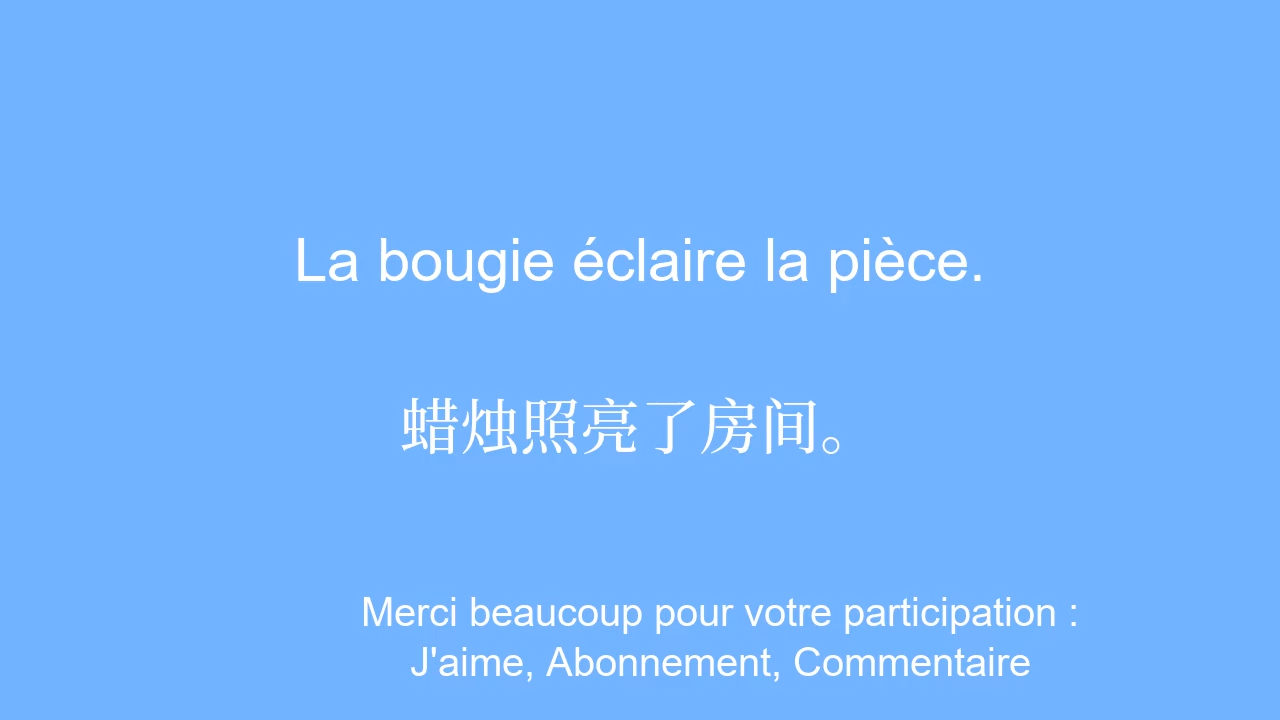 La bougie éclaire la pièce.
蜡烛照亮了房间。
Merci beaucoup pour votre participation :
J'aime, Abonnement, Commentaire